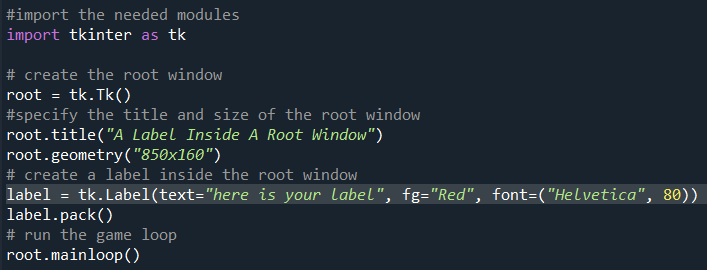 #import the needed modules
import tkinter as tk

# create the root window
root = tk.Tk()
#specify the title and size of the root window
root.title("A Label Inside A Root Window")
root.geometry("850x160")
# create a label inside the root window
label = tk.Label(text="here is your label", fg="Red", font=("Helvetica", 80))
label.pack()
# run the game loop
root.mainloop()